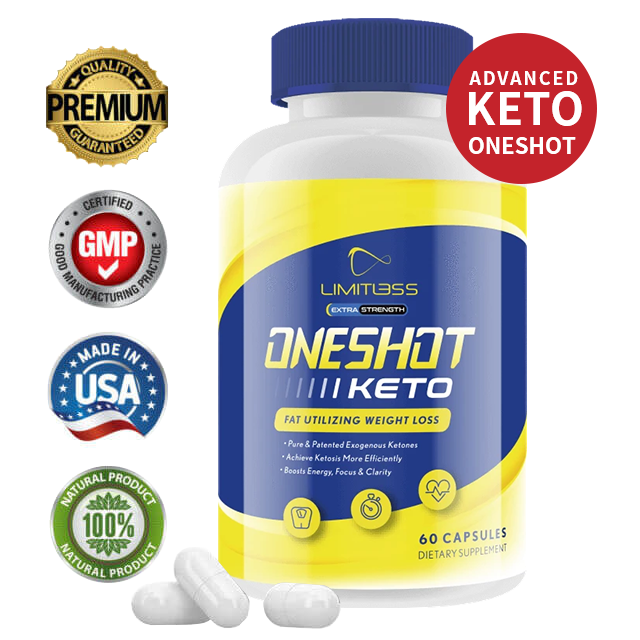 QUALITY
PREMIUM
GUARANTEED
CERTIFIED
GMP
GOOD MANUFACTURING PRACTICE
MADE IN
USA
NATURAL PRODUCT
100%
NATURAL PRODUCT
ADVANCED
KETO
ONESHOT
LIMITLƎSS
EXTRA STRENGTH
ONESHOT
KETO
FAT UTILIZING WEIGHT LOSS
• Pure & Patented Exogenous Ketones
• Achieve Ketosis More Efficiently
• Boosts Energy, Focus & Clarity
60 CAPSULES
DIETARY SUPPLEMENT